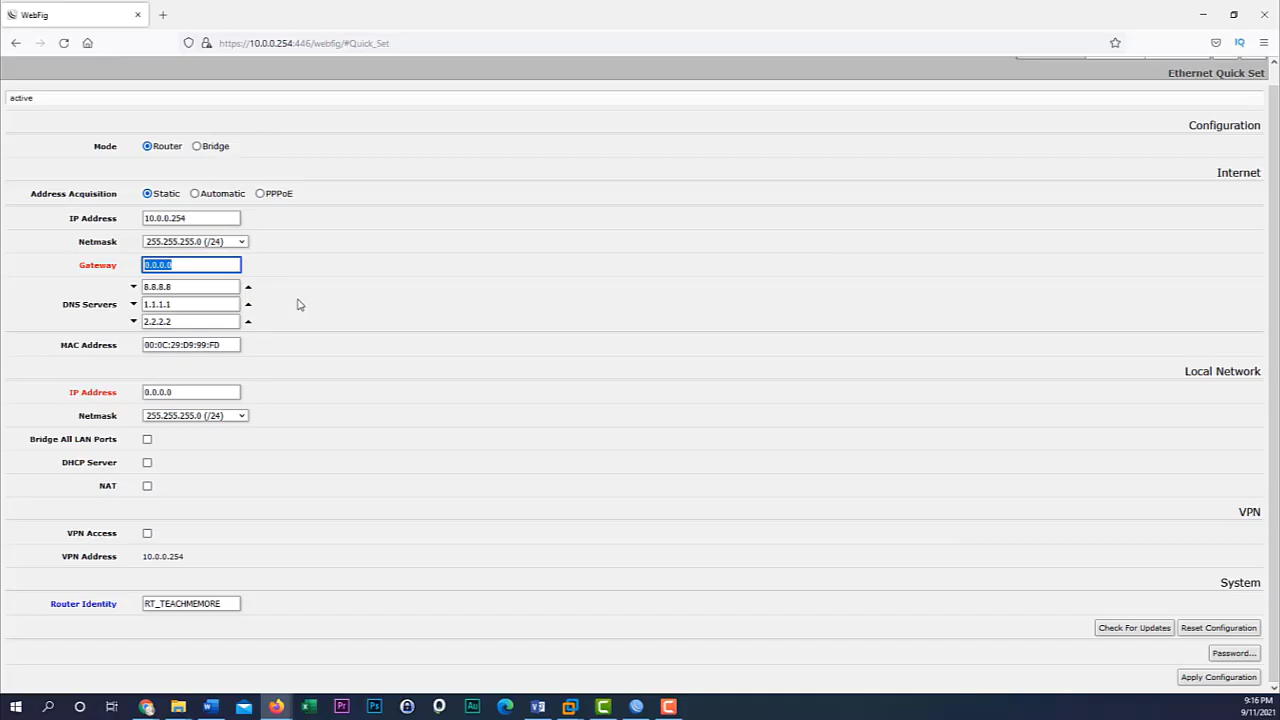 WebFig
https://10.0.0.254:446/webfig/#Quick_Set
Ethernet Quick Set
active
Configuration
Mode Router Bridge
Internet
Address Acquisition Static Automatic PPPoE
IP Address 10.0.0.254
Netmask 255.255.255.0 (/24)
Gateway 0.0.0.0
8.8.8.8
DNS Servers 1.1.1.1
2.2.2.2
MAC Address 00:0C:29:D9:99:FD
Local Network
IP Address 0.0.0.0
Netmask 255.255.255.0 (/24)
Bridge All LAN Ports
DHCP Server
NAT
VPN
VPN Access
VPN Address 10.0.0.254
System
Router Identity RT_TEACHMEMORE
Check For Updates Reset Configuration
Password...
Apply Configuration
9:16 PM
9/11/2021